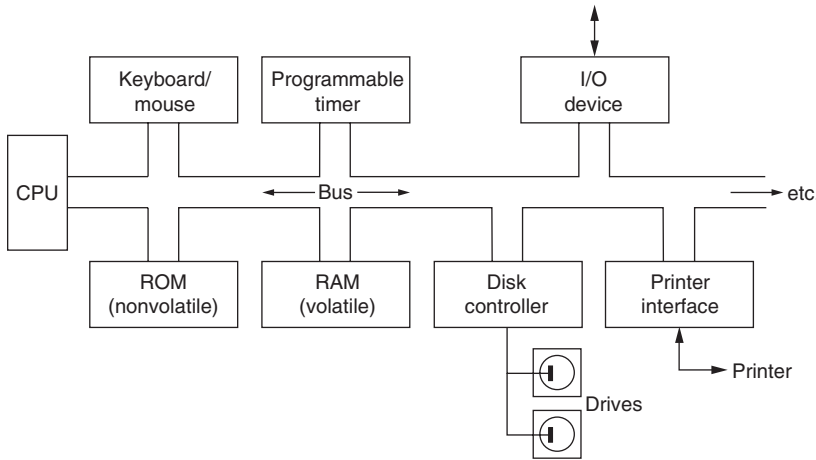 Keyboard/
mouse
Programmable
timer
I/O
device
CPU
Bus
etc.
ROM
(nonvolatile)
RAM
(volatile)
Disk
controller
Printer
interface
Printer
Drives